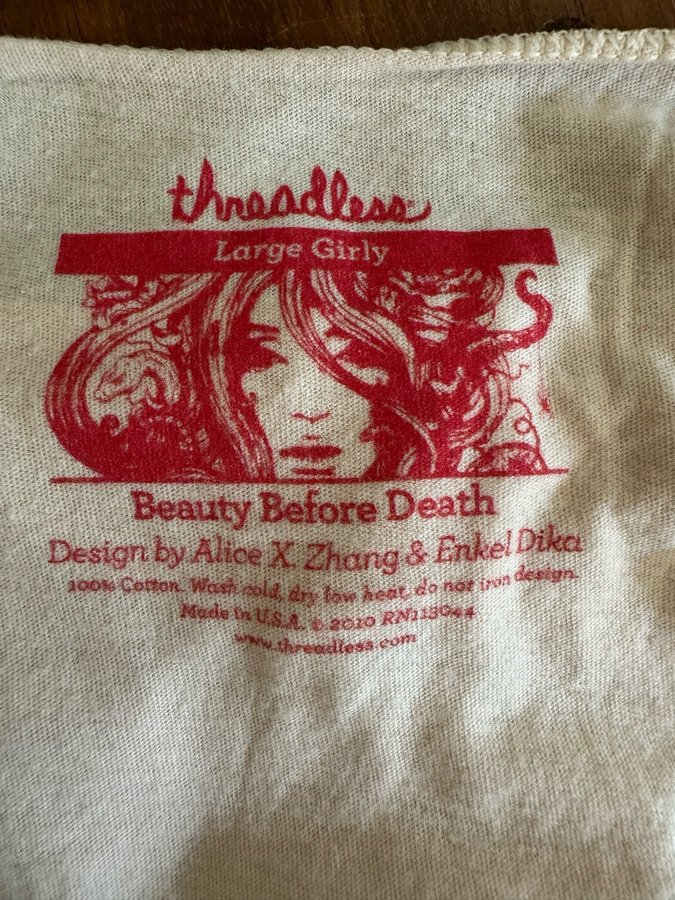 threadless
Large Girly
Beauty Before Death
Design by Alice X. Zhang & Enkel Dika
100% Cotton. Wash cold, dry low heat, do not iron design.
Made in U.S.A. © 2010 RN113044
www.threadless.com